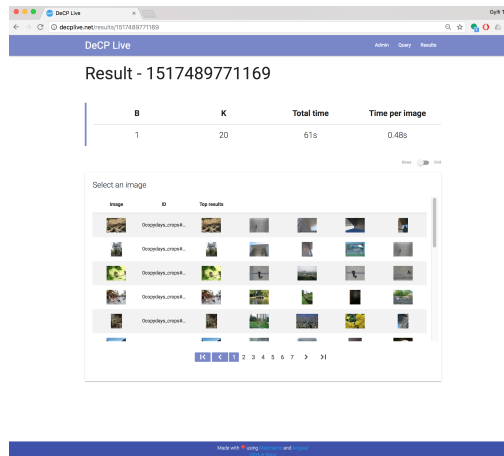 DeCP Live ×
decplive.net/results/1517489771169
DeCP Live Admin Query Results
Result - 1517489771169
B K Total time Time per image
1 20 61s 0.48s
Rows Grid
Select an image
Image ID Top results
0copydays_crops#...
0copydays_crops#...
0copydays_crops#...
0copydays_crops#...
0copydays_crops#...
1 2 3 4 5 6 7
Made with using and